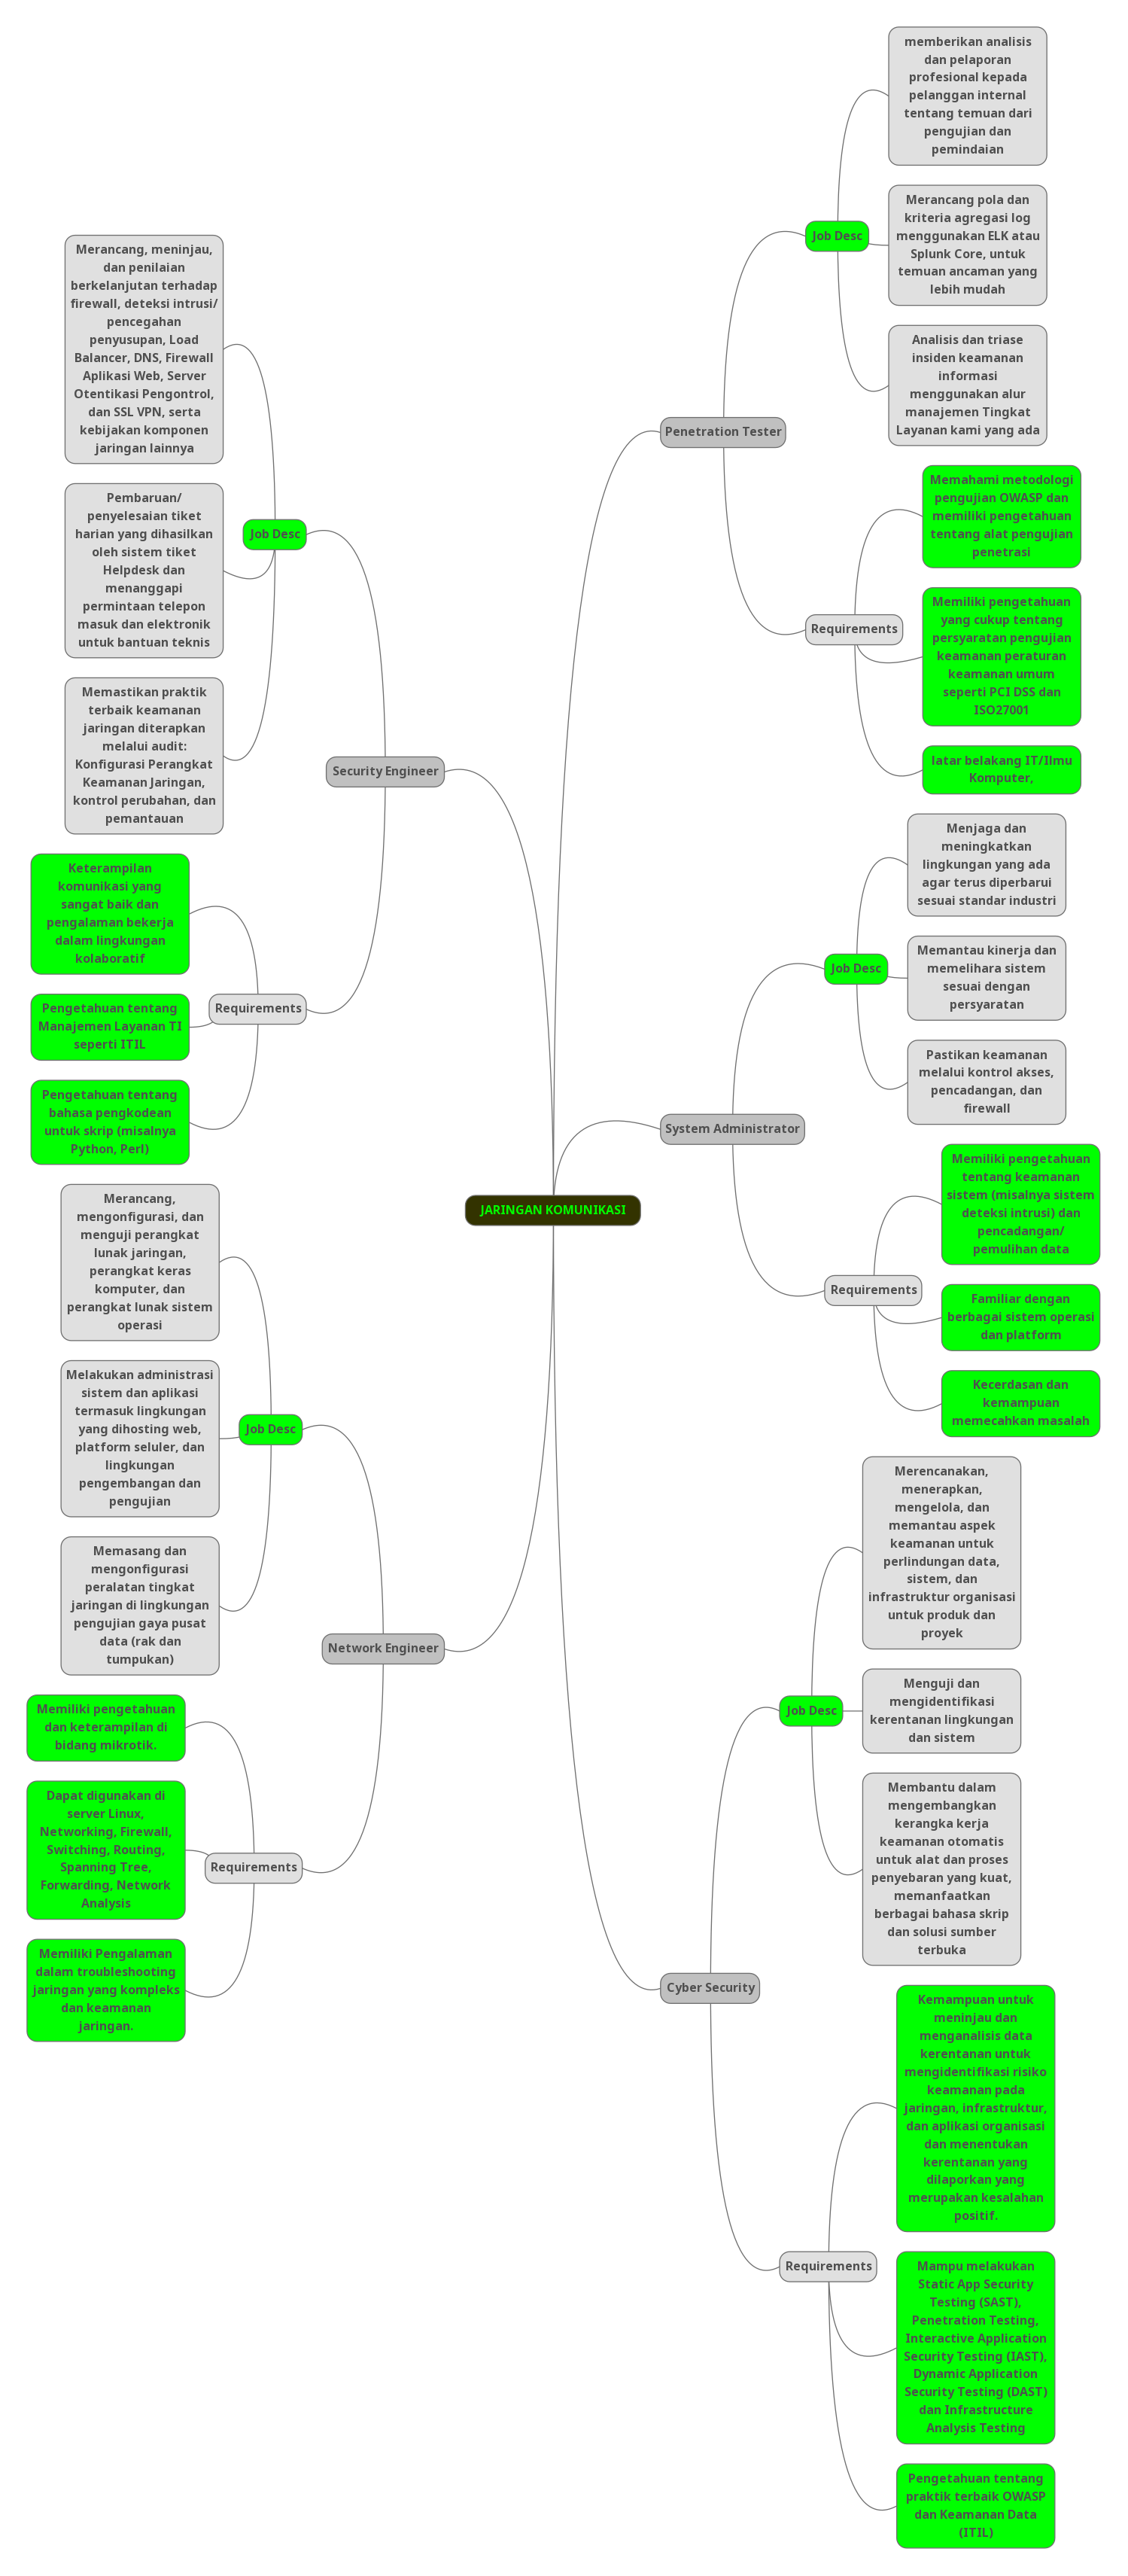 JARINGAN KOMUNIKASI
Penetration Tester
Job Desc
memberikan analisis
dan pelaporan
profesional kepada
pelanggan internal
tentang temuan dari
pengujian dan
pemindaian
Merancang pola dan
kriteria agregasi log
menggunakan ELK atau
Splunk Core, untuk
temuan ancaman yang
lebih mudah
Analisis dan triase
insiden keamanan
informasi
menggunakan alur
manajemen Tingkat
Layanan kami yang ada
Requirements
Memahami metodologi
pengujian OWASP dan
memiliki pengetahuan
tentang alat pengujian
penetrasi
Memiliki pengetahuan
yang cukup tentang
persyaratan pengujian
keamanan peraturan
keamanan umum
seperti PCI DSS dan
ISO27001
latar belakang IT/Ilmu
Komputer,
System Administrator
Job Desc
Menjaga dan
meningkatkan
lingkungan yang ada
agar terus diperbarui
sesuai standar industri
Memantau kinerja dan
memelihara sistem
sesuai dengan
persyaratan
Pastikan keamanan
melalui kontrol akses,
pencadangan, dan
firewall
Requirements
Memiliki pengetahuan
tentang keamanan
sistem (misalnya sistem
deteksi intrusi) dan
pencadangan/
pemulihan data
Familiar dengan
berbagai sistem operasi
dan platform
Kecerdasan dan
kemampuan
memecahkan masalah
Cyber Security
Job Desc
Merencanakan,
menerapkan,
mengelola, dan
memantau aspek
keamanan untuk
perlindungan data,
sistem, dan
infrastruktur organisasi
untuk produk dan
proyek
Menguji dan
mengidentifikasi
kerentanan lingkungan
dan sistem
Membantu dalam
mengembangkan
kerangka kerja
keamanan otomatis
untuk alat dan proses
penyebaran yang kuat,
memanfaatkan
berbagai bahasa skrip
dan solusi sumber
terbuka
Requirements
Kemampuan untuk
meninjau dan
menganalisis data
kerentanan untuk
mengidentifikasi risiko
keamanan pada
jaringan, infrastruktur,
dan aplikasi organisasi
dan menentukan
kerentanan yang
dilaporkan yang
merupakan kesalahan
positif.
Mampu melakukan
Static App Security
Testing (SAST),
Penetration Testing,
Interactive Application
Security Testing (IAST),
Dynamic Application
Security Testing (DAST)
dan Infrastructure
Analysis Testing
Pengetahuan tentang
praktik terbaik OWASP
dan Keamanan Data
(ITIL)
Security Engineer
Job Desc
Merancang, meninjau,
dan penilaian
berkelanjutan terhadap
firewall, deteksi intrusi/
pencegahan
penyusupan, Load
Balancer, DNS, Firewall
Aplikasi Web, Server
Otentikasi Pengontrol,
dan SSL VPN, serta
kebijakan komponen
jaringan lainnya
Pembaruan/
penyelesaian tiket
harian yang dihasilkan
oleh sistem tiket
Helpdesk dan
menanggapi
permintaan telepon
masuk dan elektronik
untuk bantuan teknis
Memastikan praktik
terbaik keamanan
jaringan diterapkan
melalui audit:
Konfigurasi Perangkat
Keamanan Jaringan,
kontrol perubahan, dan
pemantauan
Requirements
Keterampilan
komunikasi yang
sangat baik dan
pengalaman bekerja
dalam lingkungan
kolaboratif
Pengetahuan tentang
Manajemen Layanan TI
seperti ITIL
Pengetahuan tentang
bahasa pengkodean
untuk skrip (misalnya
Python, Perl)
Network Engineer
Job Desc
Merancang,
mengonfigurasi, dan
menguji perangkat
lunak jaringan,
perangkat keras
komputer, dan
perangkat lunak sistem
operasi
Melakukan administrasi
sistem dan aplikasi
termasuk lingkungan
yang dihosting web,
platform seluler, dan
lingkungan
pengembangan dan
pengujian
Memasang dan
mengonfigurasi
peralatan tingkat
jaringan di lingkungan
pengujian gaya pusat
data (rak dan
tumpukan)
Requirements
Memiliki pengetahuan
dan keterampilan di
bidang mikrotik.
Dapat digunakan di
server Linux,
Networking, Firewall,
Switching, Routing,
Spanning Tree,
Forwarding, Network
Analysis
Memiliki Pengalaman
dalam troubleshooting
jaringan yang kompleks
dan keamanan
jaringan.